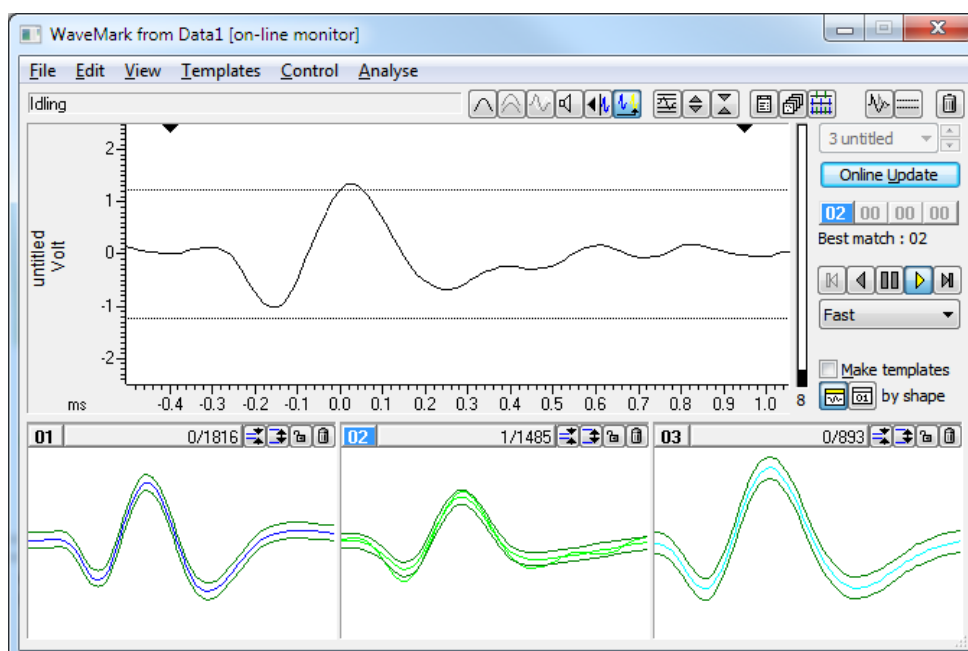 WaveMark from Data1 [on-line monitor]
File Edit View Templates Control Analyse
Idling
3 untitled
Online Update
02 00 00 00
Best match : 02
Fast
Make templates
01 by shape
untitled
Volt
2
1
0
-1
-2
ms -0.4 -0.3 -0.2 -0.1 0.0 0.1 0.2 0.3 0.4 0.5 0.6 0.7 0.8 0.9 1.0 8
01 0/1816 02 1/1485 03 0/893